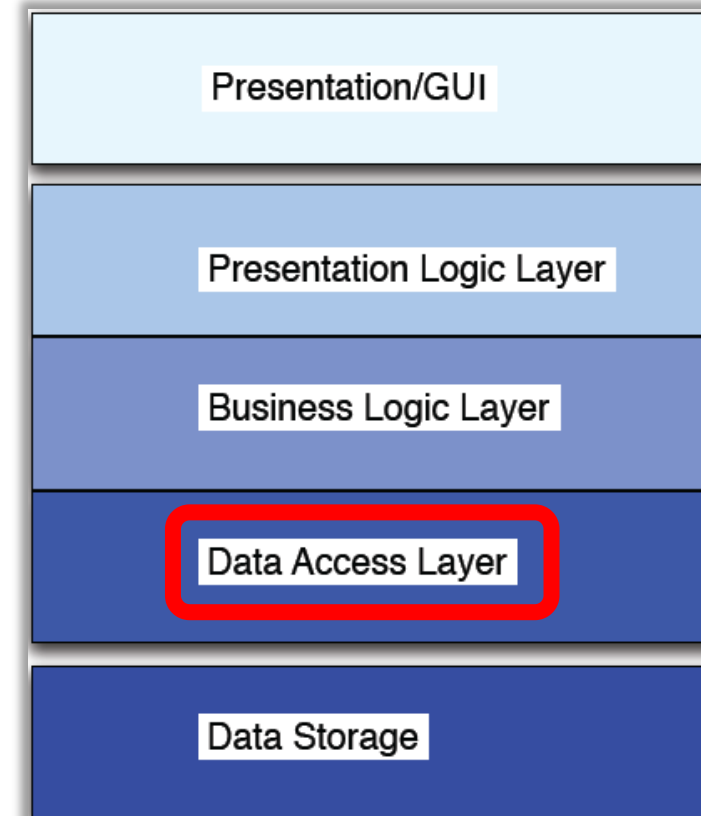 Presentation/GUI
Presentation Logic Layer
Business Logic Layer
Data Access Layer
Data Storage